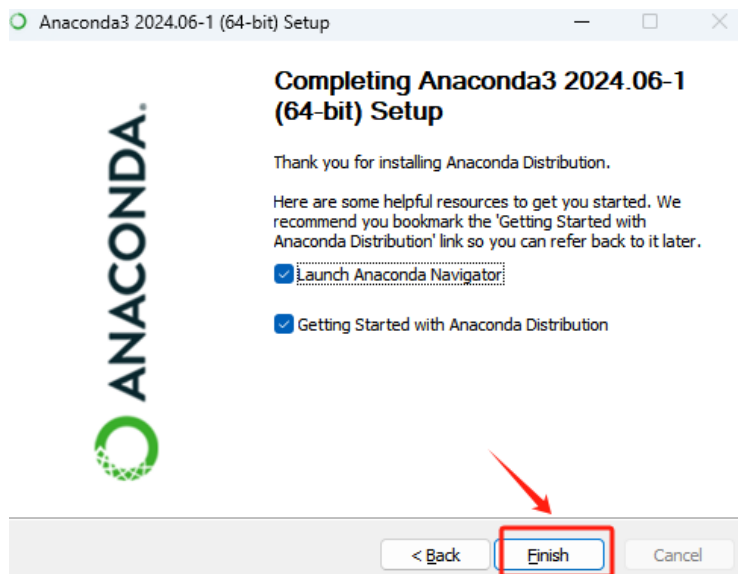 Anaconda3 2024.06-1 (64-bit) Setup
Completing Anaconda3 2024.06-1
(64-bit) Setup
Thank you for installing Anaconda Distribution.
Here are some helpful resources to get you started. We
recommend you bookmark the 'Getting Started with
Anaconda Distribution' link so you can refer back to it later.
Launch Anaconda Navigator
Getting Started with Anaconda Distribution
ANACONDA.
< Back Finish Cancel